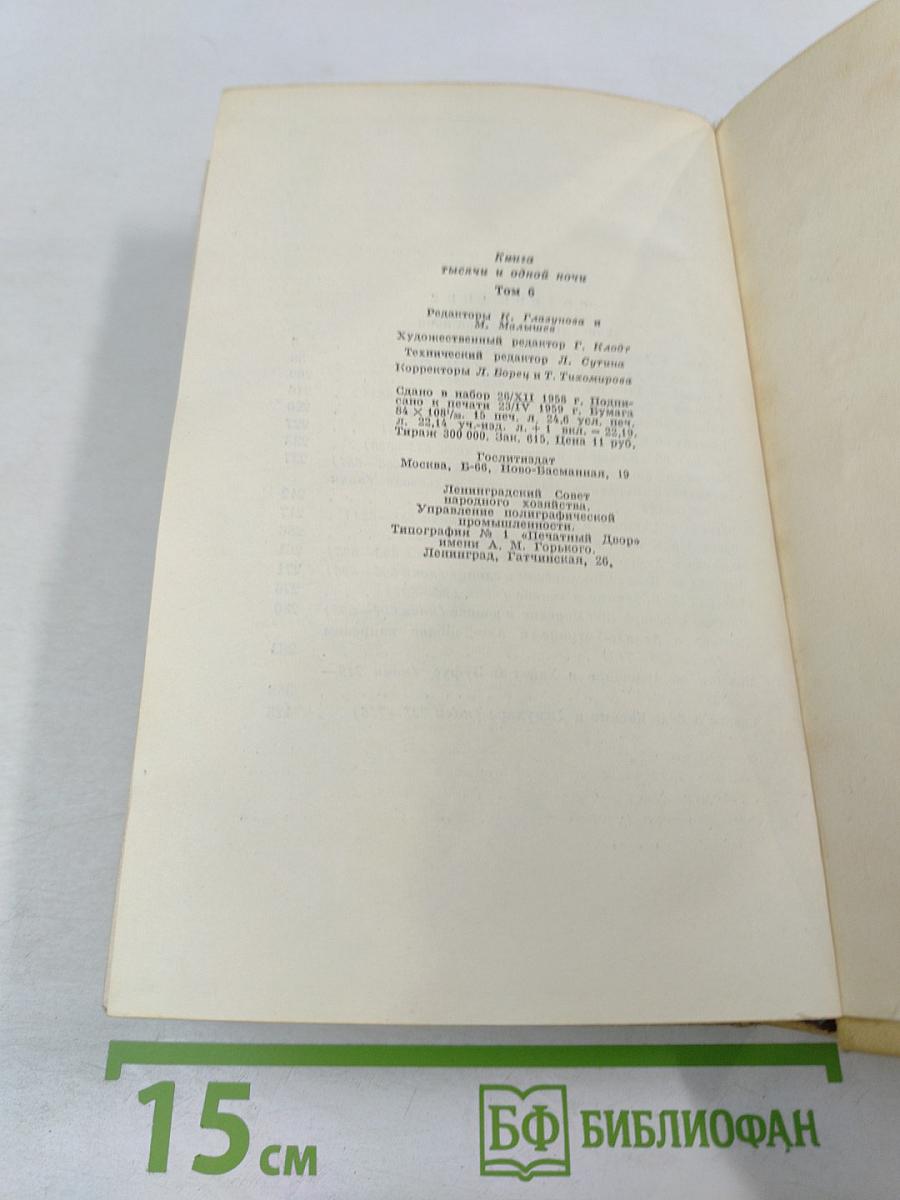 Книга
тысячи и одной ночи
Том 6
Редакторы К. Глазунова и
М. Малышев
Художественный редактор Г. Клодт
Технический редактор Л. Сутина
Корректоры Л. Борец и Т. Тихомирова
Сдано в набор 26/XII 1958 г. Подпи-
сано к печати 23/IV 1959 г. Бумага
84 × 108¹/₃₂. 15 печ. л. 24,6 усл. печ.
л. 22,14 уч.-изд. л. + 1 вкл. = 22,19.
Тираж 300 000. Зак. 615. Цена 11 руб.
Гослитиздат
Москва, Б-66, Ново-Басманная, 19
Ленинградский Совет
народного хозяйства.
Управление полиграфической
промышленности.
Типография № 1 «Печатный Двор»
имени А. М. Горького.
Ленинград, Гатчинская, 26.
15 см
БФ БИБЛИОФАН